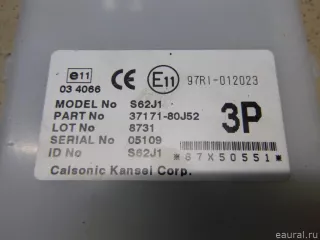 e11
03 4066
CE
E11
97RI-012023
MODEL No S62J1
PART No 37171-80J52
LOT No 8731
SERIAL No 05109
ID No S62J1
3P
*87X50551*
Calsonic Kansei Corp.
© eaural.ru